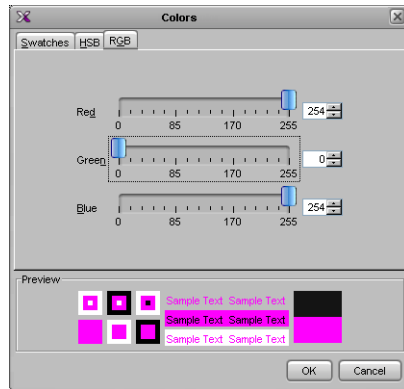 Colors
Swatches HSB RGB
Red 254
0 85 170 255
Green 0
0 85 170 255
Blue 254
0 85 170 255
Preview
Sample Text Sample Text
Sample Text Sample Text
Sample Text Sample Text
OK Cancel